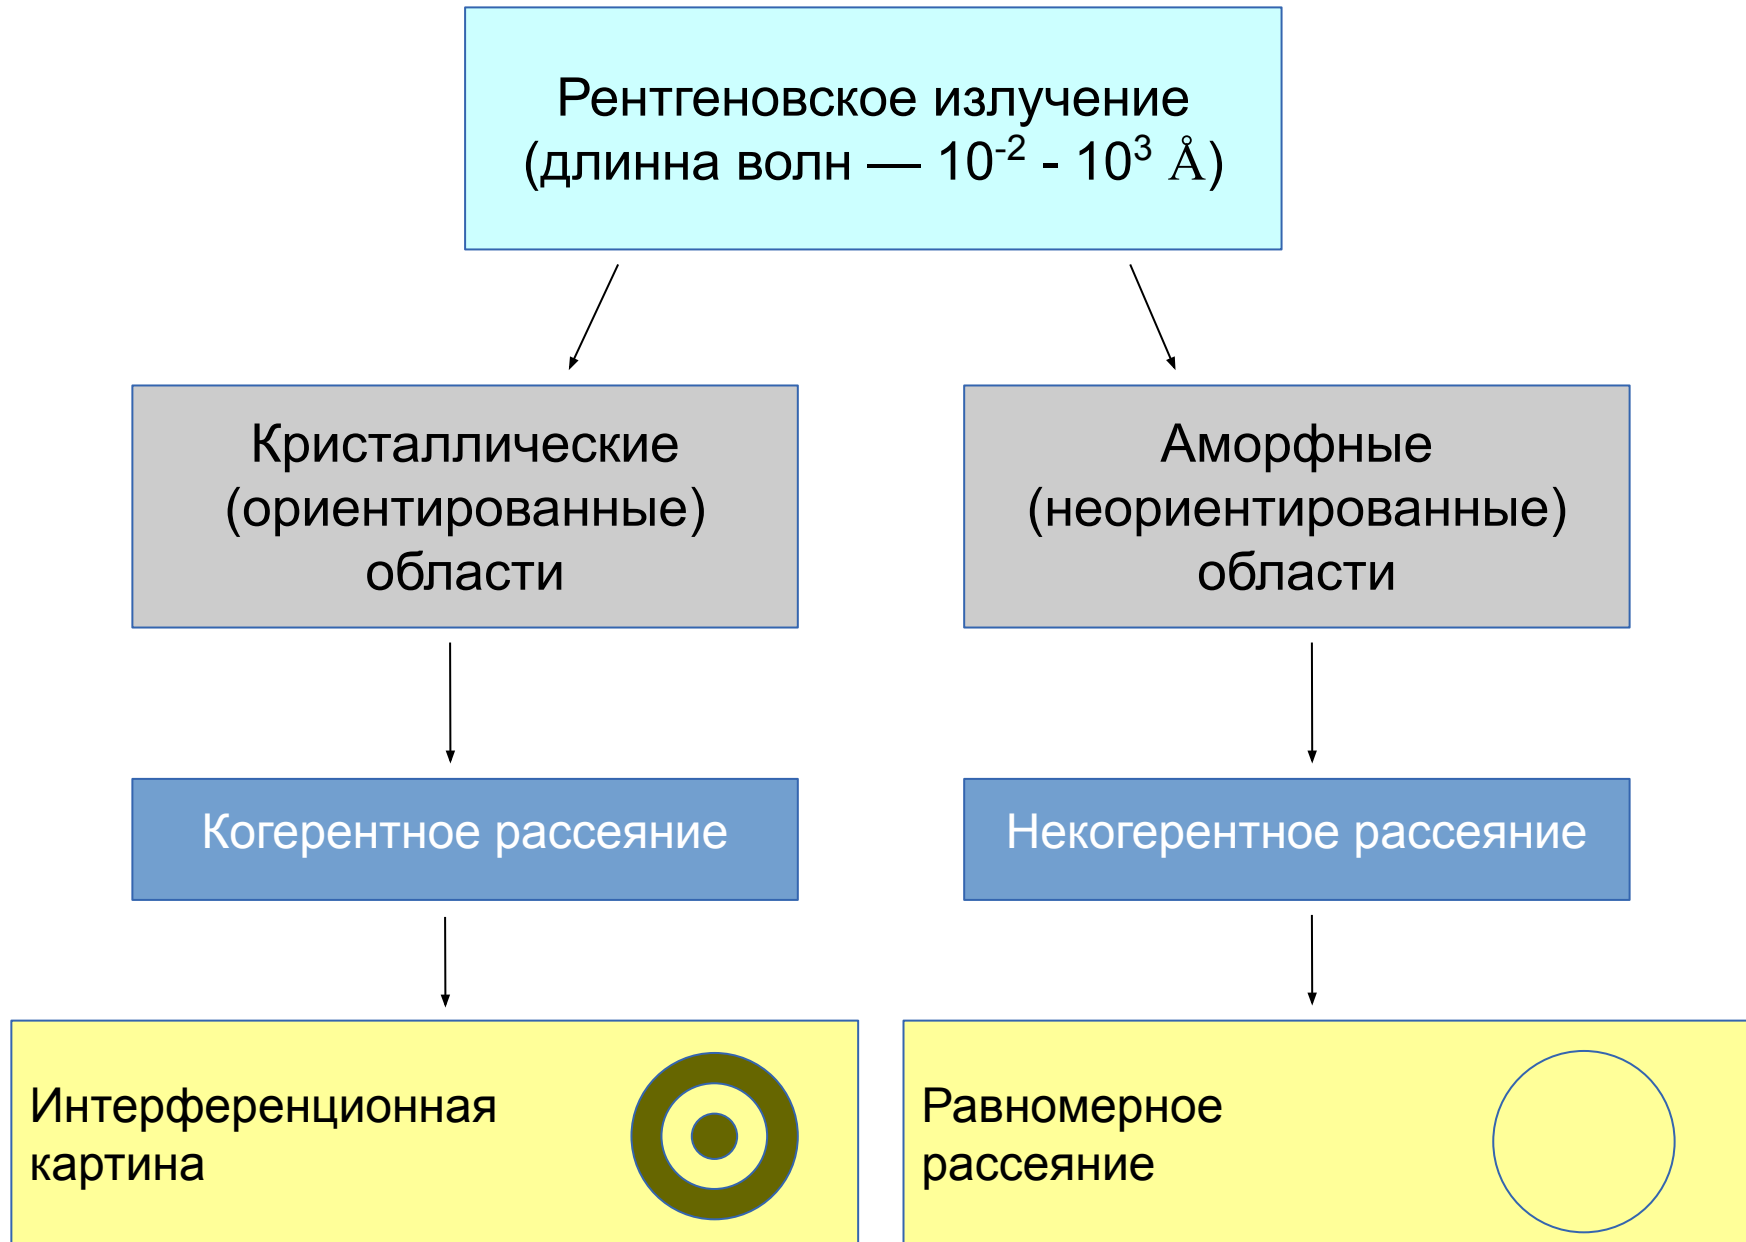 Рентгеновское излучение
(длинна волн — 10⁻² - 10³ Å)
Кристаллические
(ориентированные)
области
Аморфные
(неориентированные)
области
Когерентное рассеяние
Некогерентное рассеяние
Интерференционная
картина
Равномерное
рассеяние